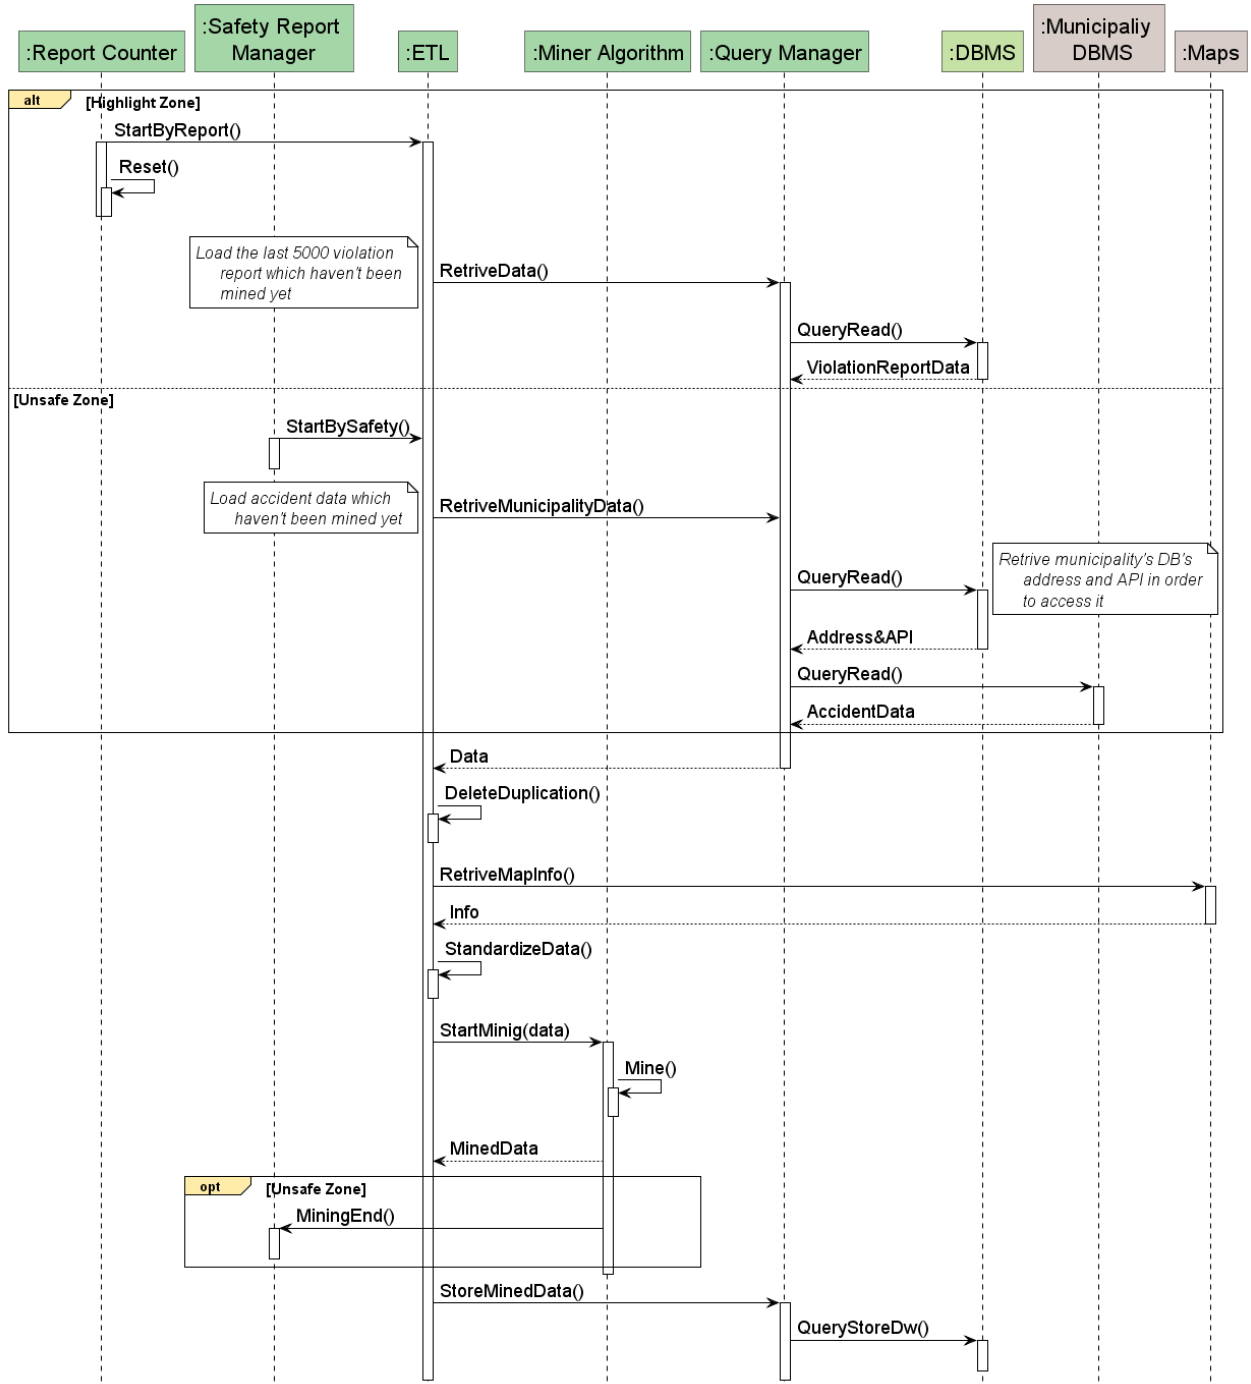 :Report Counter
:Safety Report
Manager
:ETL
:Miner Algorithm
:Query Manager
:DBMS
:Municipaliy
DBMS
:Maps
alt
[Highlight Zone]
StartByReport()
Reset()
Load the last 5000 violation
report which haven't been
mined yet
RetriveData()
QueryRead()
ViolationReportData
[Unsafe Zone]
StartBySafety()
Load accident data which
haven't been mined yet
RetriveMunicipalityData()
Retrive municipality's DB's
address and API in order
to access it
QueryRead()
Address&API
QueryRead()
AccidentData
Data
DeleteDuplication()
RetriveMapInfo()
Info
StandardizeData()
StartMinig(data)
Mine()
MinedData
opt
[Unsafe Zone]
MiningEnd()
StoreMinedData()
QueryStoreDw()